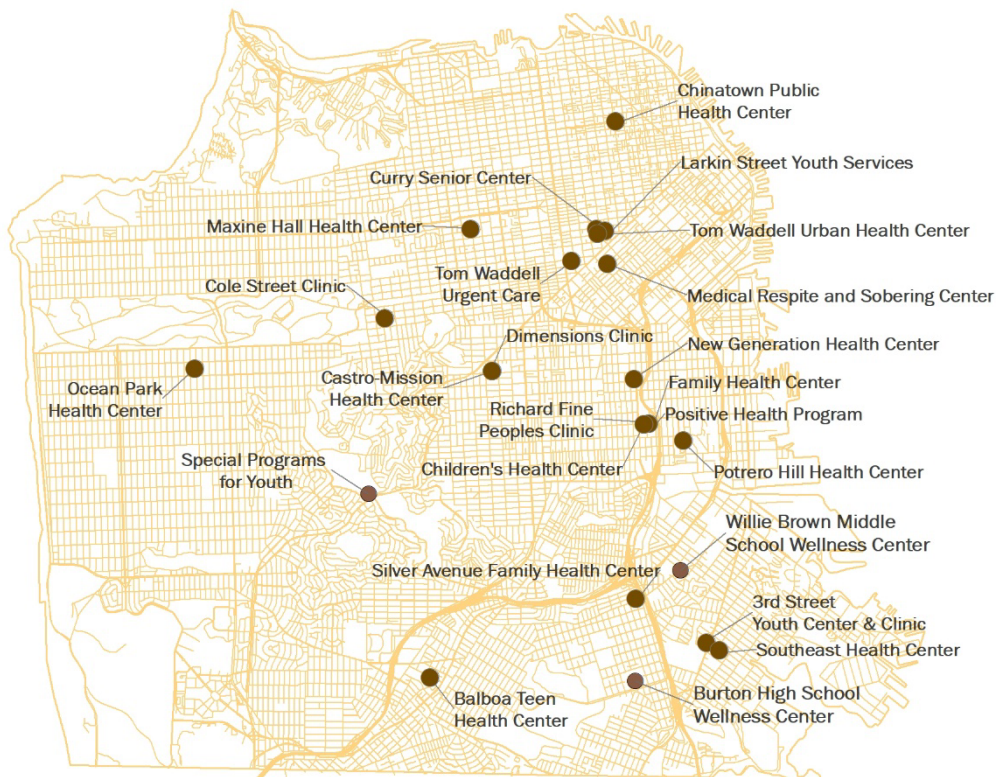 Chinatown Public
Health Center
Larkin Street Youth Services
Curry Senior Center
Maxine Hall Health Center
Tom Waddell Urban Health Center
Tom Waddell
Urgent Care
Cole Street Clinic
Medical Respite and Sobering Center
Dimensions Clinic
New Generation Health Center
Castro-Mission
Health Center
Family Health Center
Ocean Park
Health Center
Richard Fine
Peoples Clinic
Positive Health Program
Special Programs
for Youth
Children's Health Center
Potrero Hill Health Center
Willie Brown Middle
School Wellness Center
Silver Avenue Family Health Center
3rd Street
Youth Center & Clinic
Southeast Health Center
Balboa Teen
Health Center
Burton High School
Wellness Center